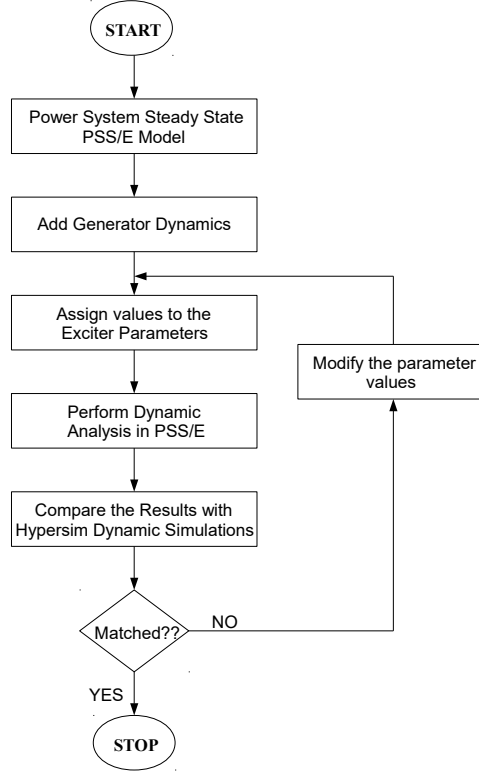 START
Power System Steady State
PSS/E Model
Add Generator Dynamics
Assign values to the
Exciter Parameters
Modify the parameter
values
Perform Dynamic
Analysis in PSS/E
Compare the Results with
Hypersim Dynamic Simulations
Matched??
NO
YES
STOP